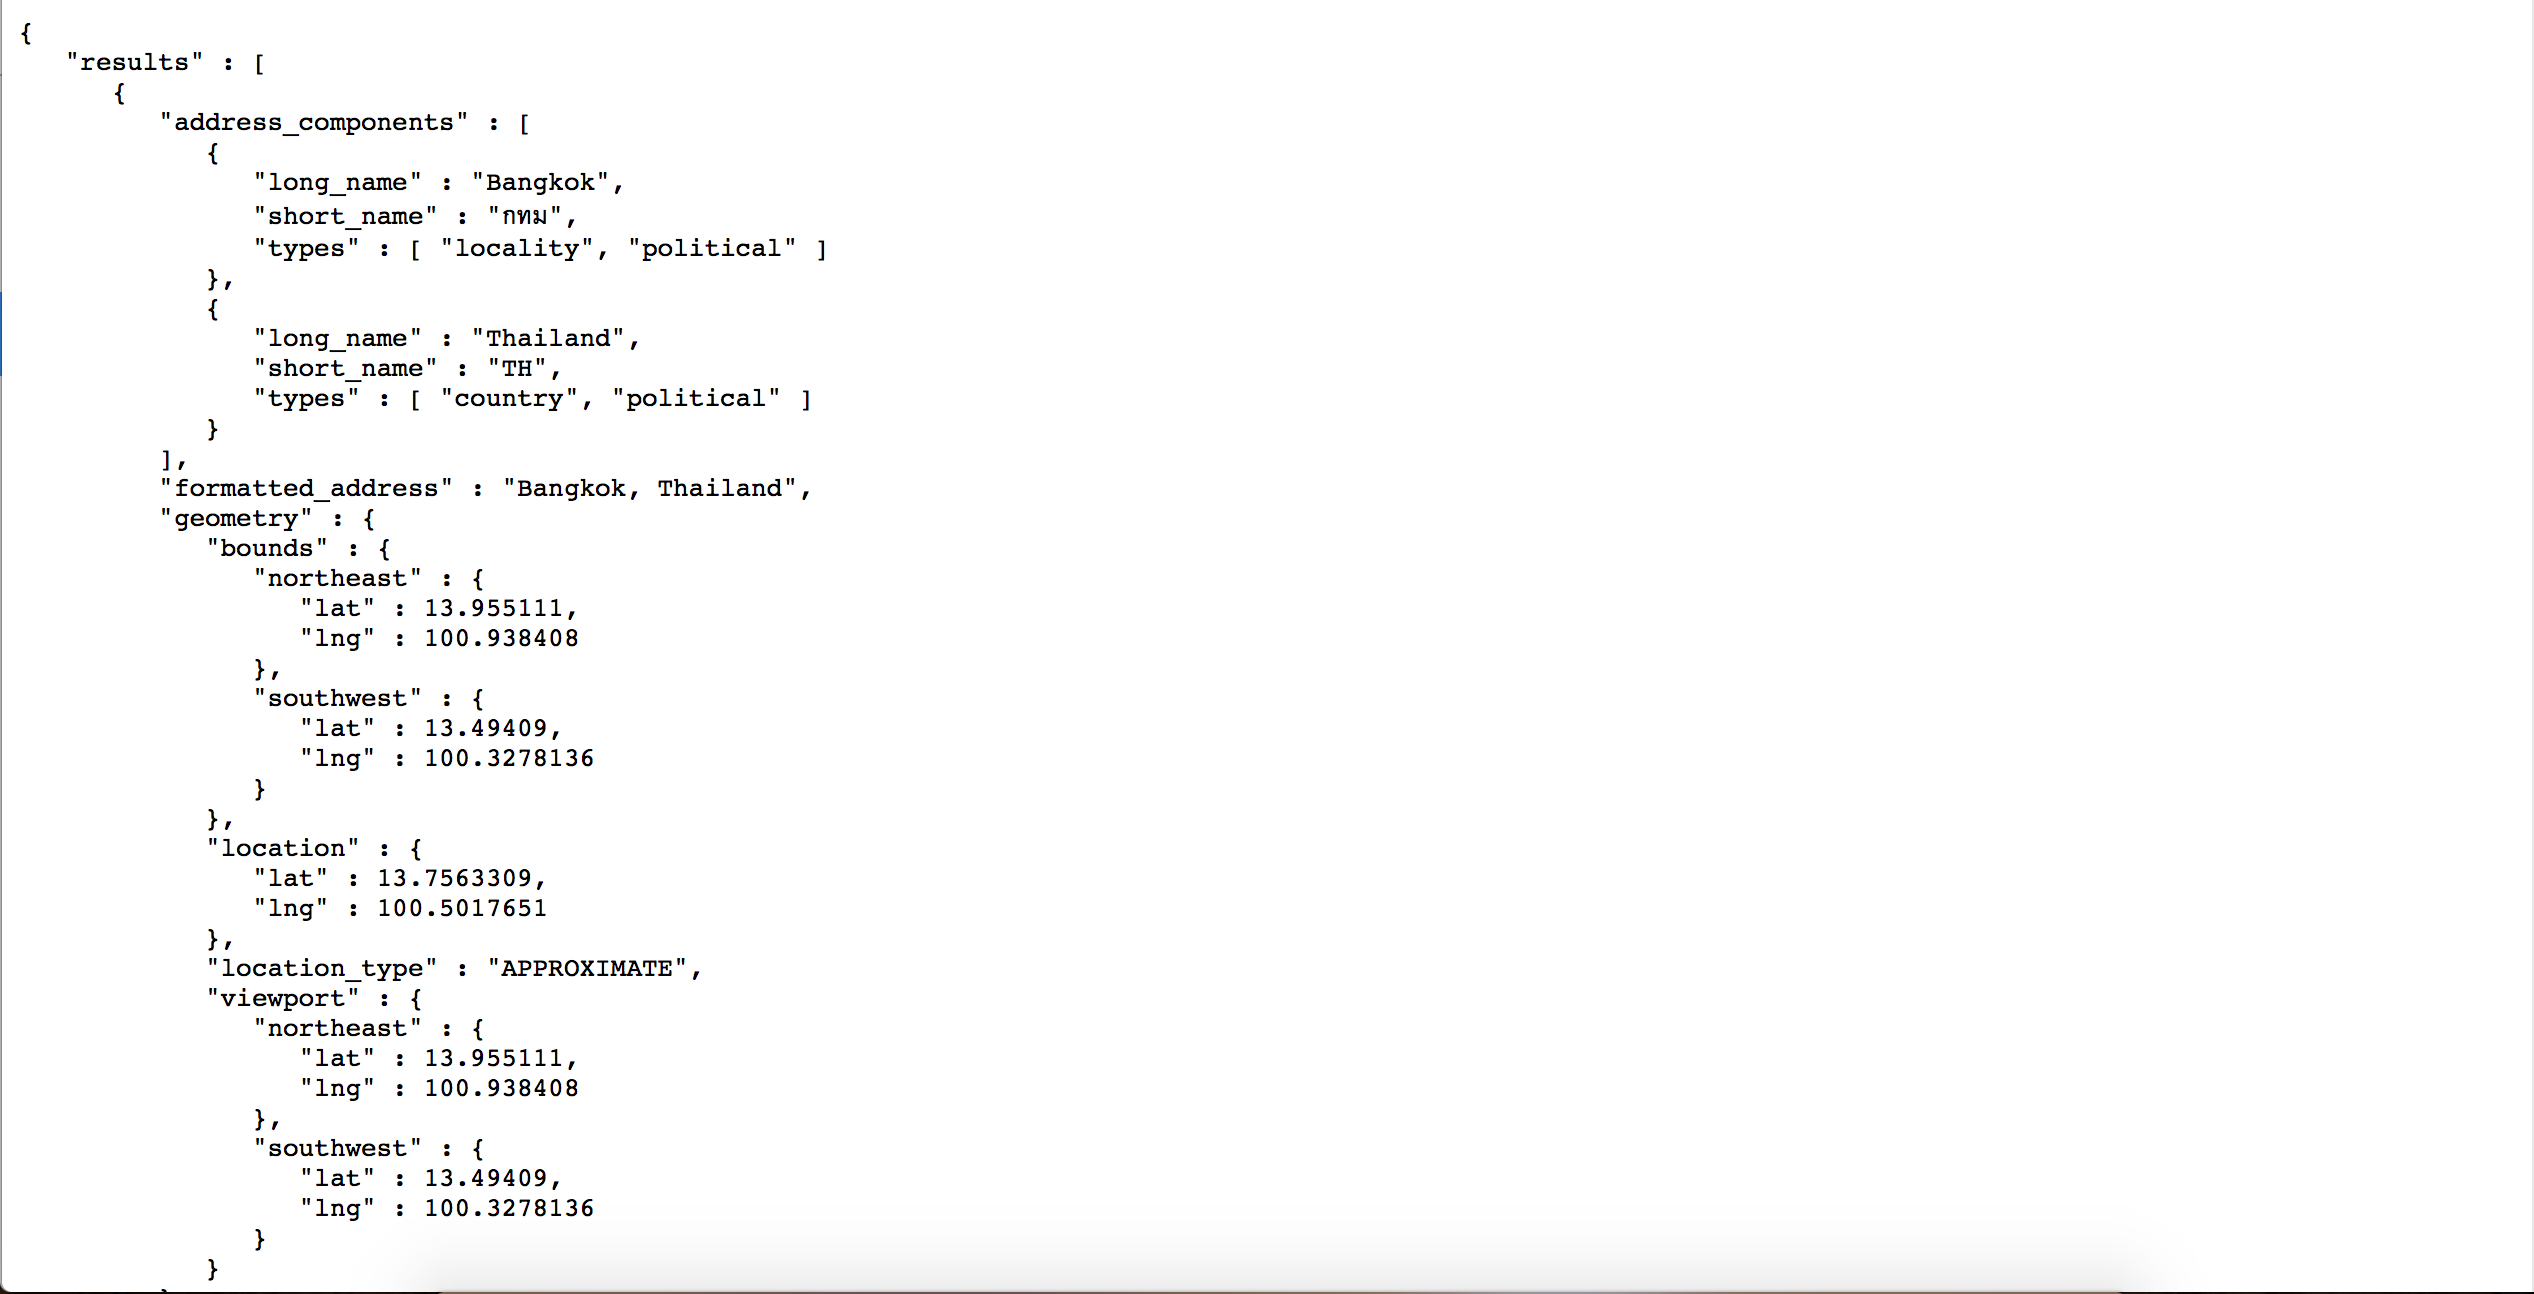 {
   "results" : [
      {
         "address_components" : [
            {
               "long_name" : "Bangkok",
               "short_name" : "กทม",
               "types" : [ "locality", "political" ]
            },
            {
               "long_name" : "Thailand",
               "short_name" : "TH",
               "types" : [ "country", "political" ]
            }
         ],
         "formatted_address" : "Bangkok, Thailand",
         "geometry" : {
            "bounds" : {
               "northeast" : {
                  "lat" : 13.955111,
                  "lng" : 100.938408
               },
               "southwest" : {
                  "lat" : 13.49409,
                  "lng" : 100.3278136
               }
            },
            "location" : {
               "lat" : 13.7563309,
               "lng" : 100.5017651
            },
            "location_type" : "APPROXIMATE",
            "viewport" : {
               "northeast" : {
                  "lat" : 13.955111,
                  "lng" : 100.938408
               },
               "southwest" : {
                  "lat" : 13.49409,
                  "lng" : 100.3278136
               }
            }